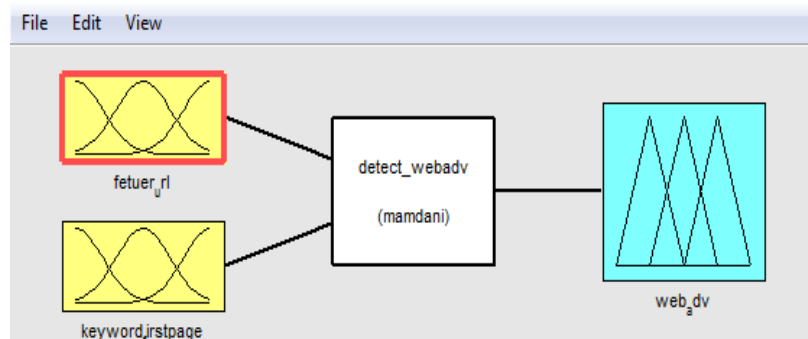 File Edit View
fetuer_url
detect_webadv
(mamdani)
web_adv
keyword_firstpage